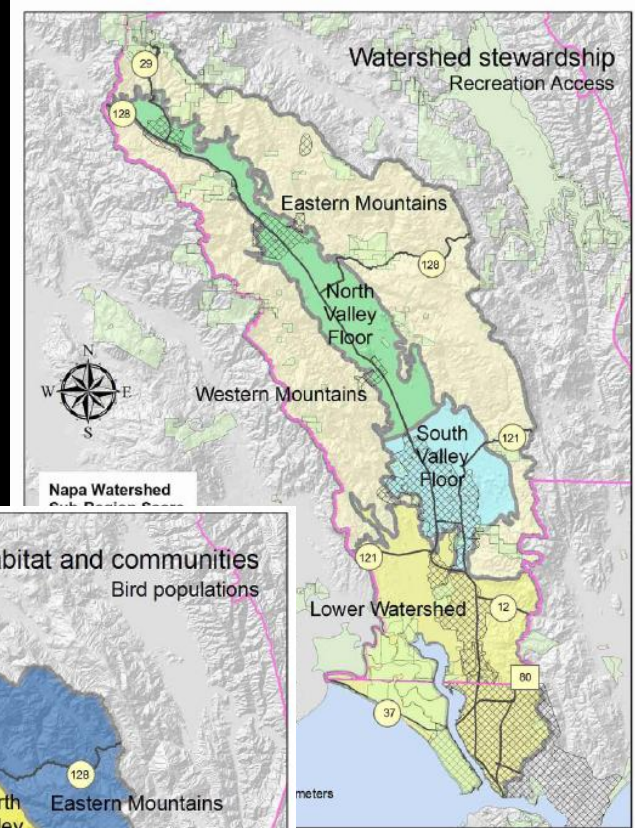 Watershed stewardship
Recreation Access
29
128
Eastern Mountains
128
North
Valley
Floor
N
W E
S
Western Mountains
South
Valley
Floor
121
Napa Watershed
121
Lower Watershed
12
80
37
meters
bitat and communities
Bird populations
128
rth
Eastern Mountains